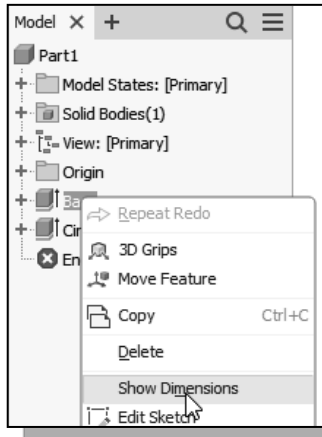 Model × +
Part1
Model States: [Primary]
Solid Bodies(1)
View: [Primary]
Origin
Repeat Redo
3D Grips
Move Feature
Copy Ctrl+C
Delete
Show Dimensions
Edit Sketch